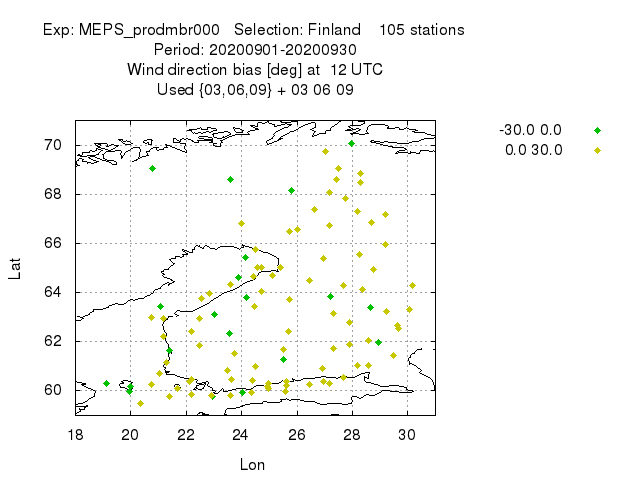 Exp: MEPS_prodmbr000 Selection: Finland 105 stations
Period: 20200901-20200930
Wind direction bias [deg] at 12 UTC
Used {03,06,09} + 03 06 09
-30.0 0.0
0.0 30.0
70
68
66
64
62
60
Lat
18 20 22 24 26 28 30
Lon